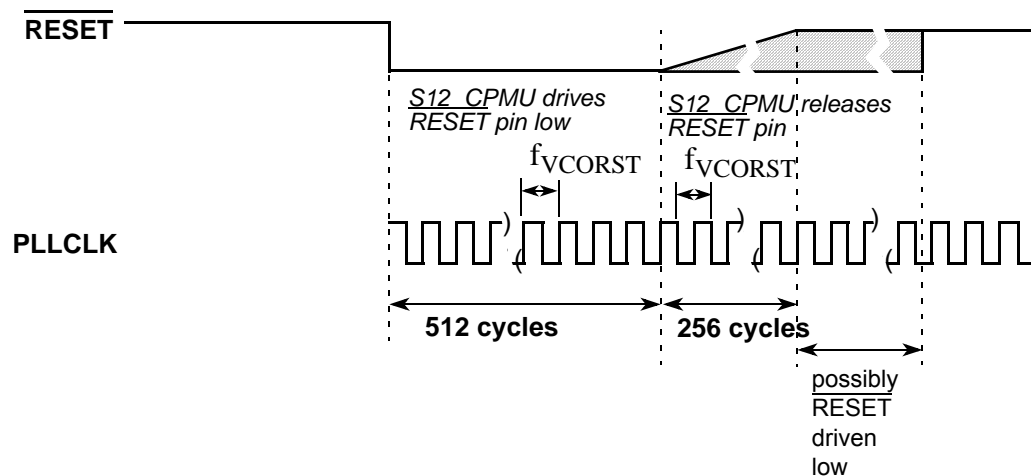 RESET
S12_CPMU drives
RESET pin low
S12_CPMU releases
RESET pin
fVCORST
fVCORST
PLLCLK
512 cycles
256 cycles
possibly
RESET
driven
low